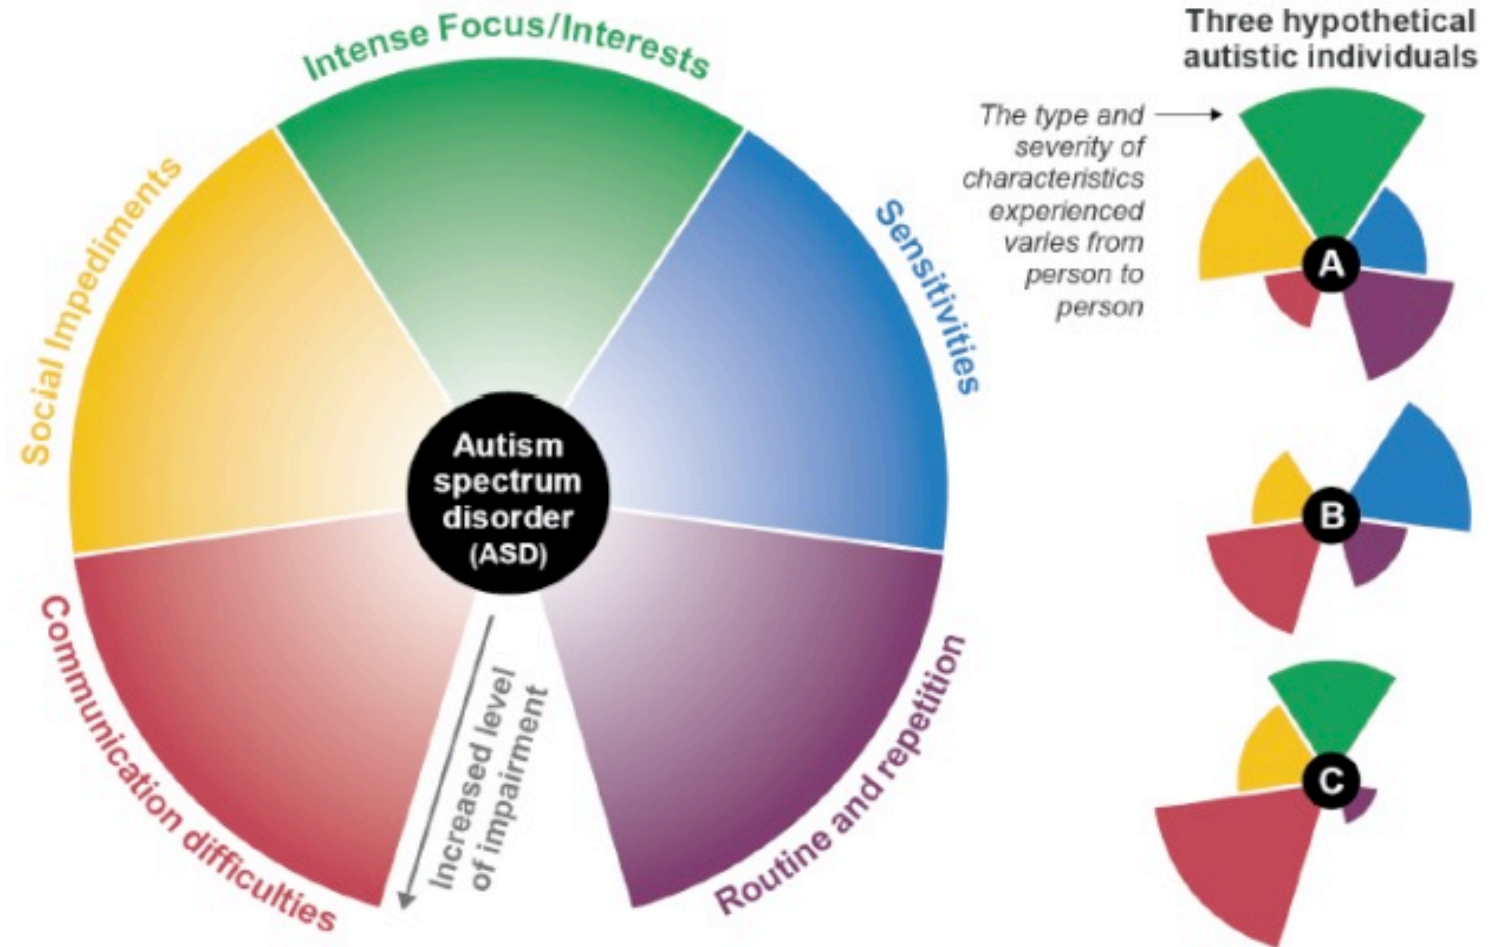 Intense Focus/Interests
Social Impediments
Sensitivities
Autism
spectrum
disorder
(ASD)
Communication difficulties
Increased level
of impairment
Routine and repetition
Three hypothetical
autistic individuals
The type and
severity of
characteristics
experienced
varies from
person to
person
A
B
C